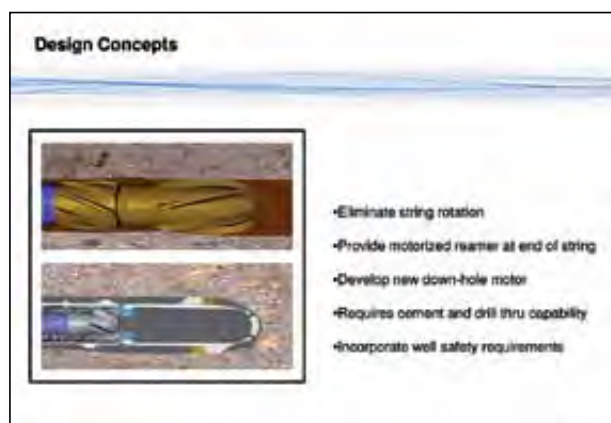 Design Concepts
•Eliminate string rotation
•Provide motorized reamer at end of string
•Develop new down-hole motor
•Requires cement and drill thru capability
•Incorporate well safety requirements